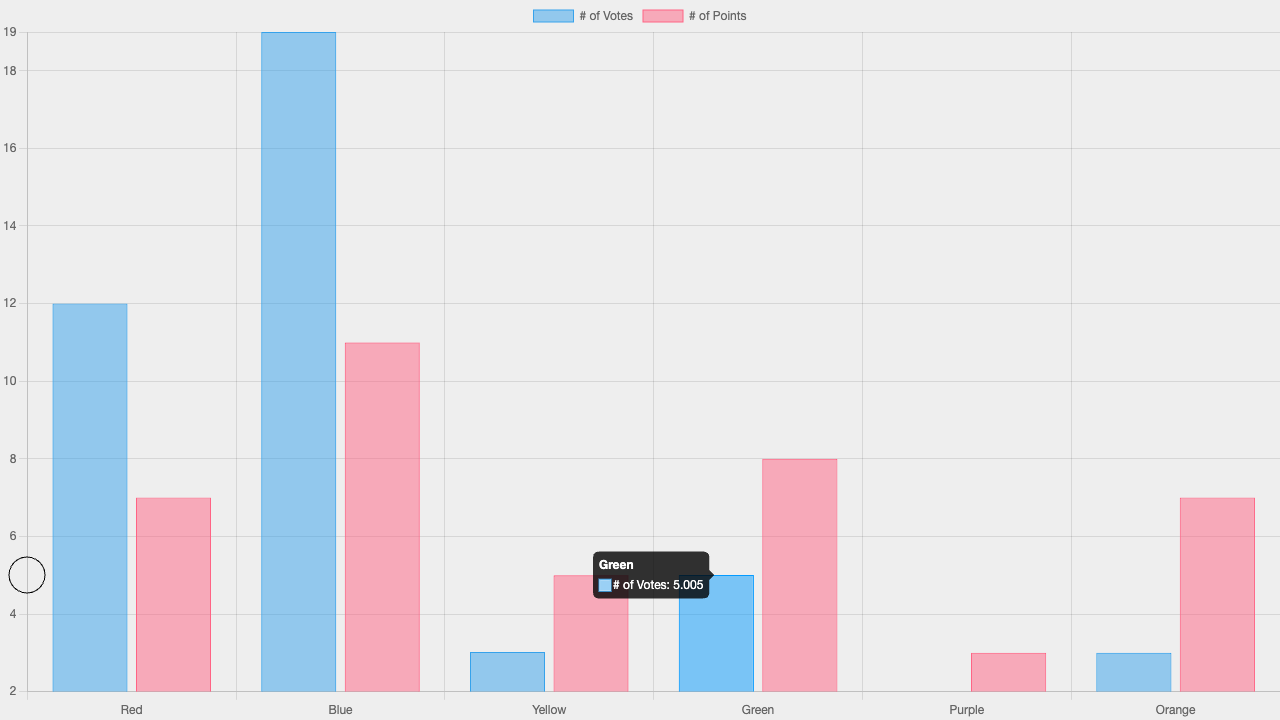 # of Votes # of Points
19
18
16
14
12
10
8
6
4
2
Green
# of Votes: 5.005
Red Blue Yellow Green Purple Orange